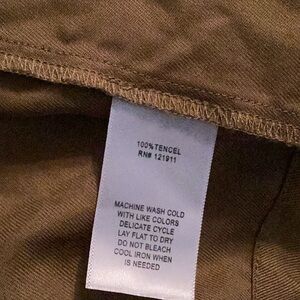 100%TENCEL
RN# 121911
MACHINE WASH COLD
WITH LIKE COLORS
DELICATE CYCLE
LAY FLAT TO DRY
DO NOT BLEACH
COOL IRON WHEN
IS NEEDED